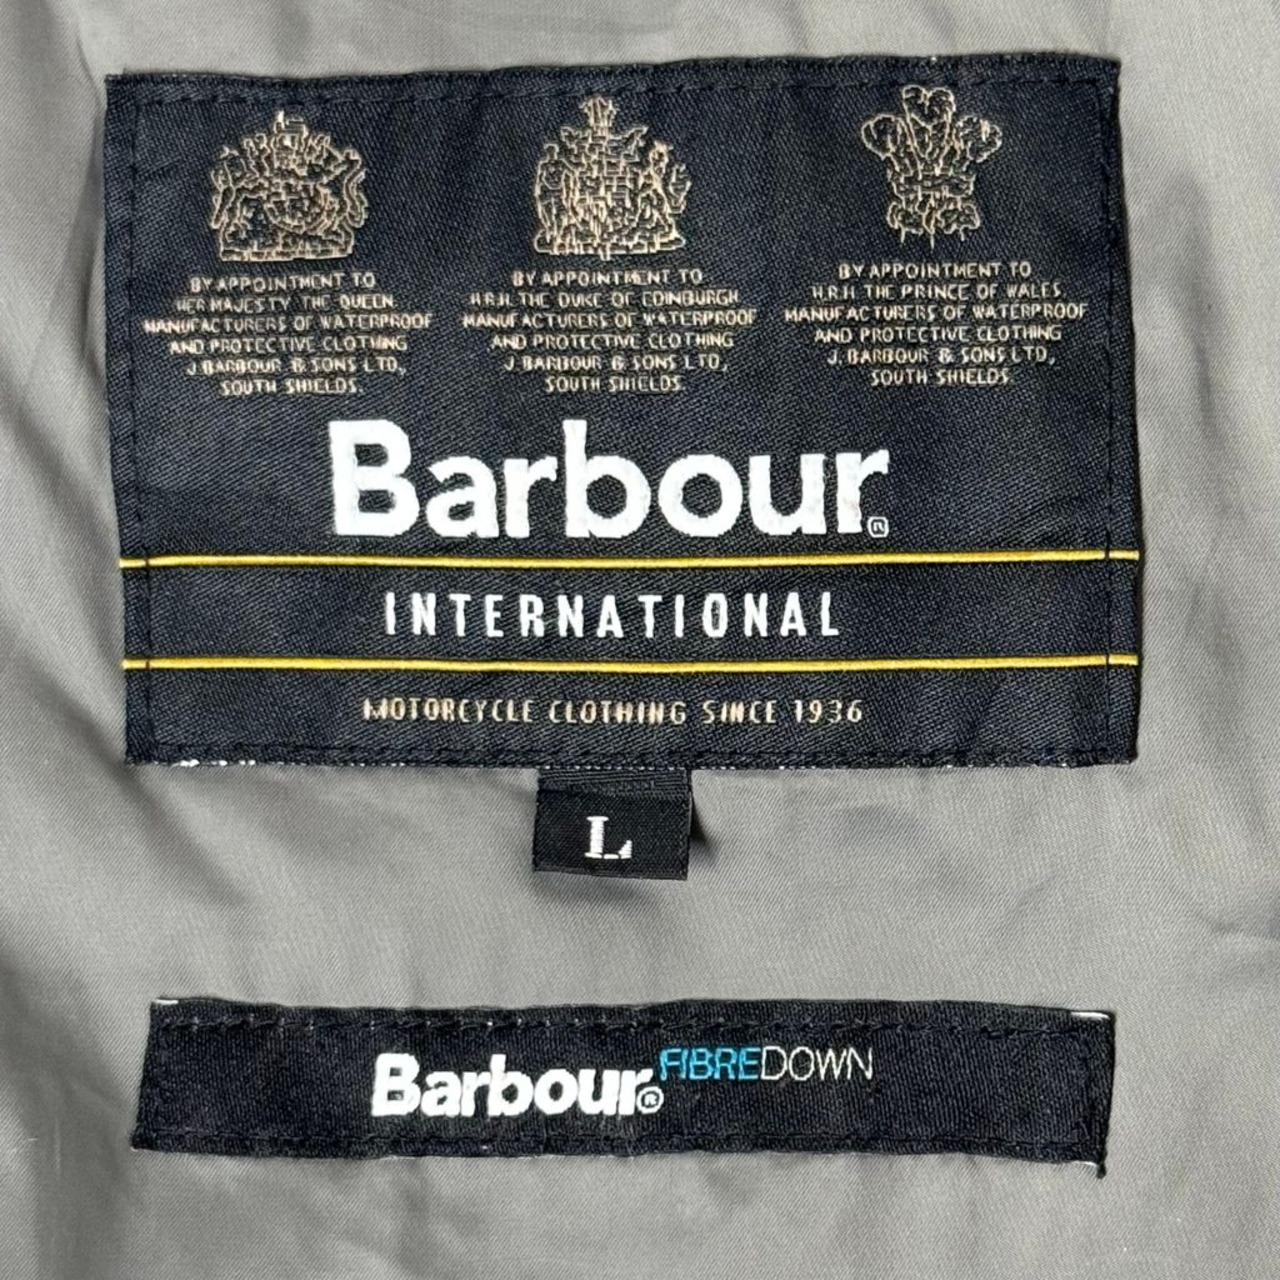 BY APPOINTMENT TO
HER MAJESTY THE QUEEN
MANUFACTURERS OF WATERPROOF
AND PROTECTIVE CLOTHING
J. BARBOUR & SONS LTD,
SOUTH SHIELDS.
BY APPOINTMENT TO
H.R.H. THE DUKE OF EDINBURGH
MANUFACTURERS OF WATERPROOF
AND PROTECTIVE CLOTHING
J. BARBOUR & SONS LTD,
SOUTH SHIELDS.
BY APPOINTMENT TO
H.R.H. THE PRINCE OF WALES
MANUFACTURERS OF WATERPROOF
AND PROTECTIVE CLOTHING
J. BARBOUR & SONS LTD,
SOUTH SHIELDS.
Barbour®
INTERNATIONAL
MOTORCYCLE CLOTHING SINCE 1936
L
Barbour® FIBREDOWN